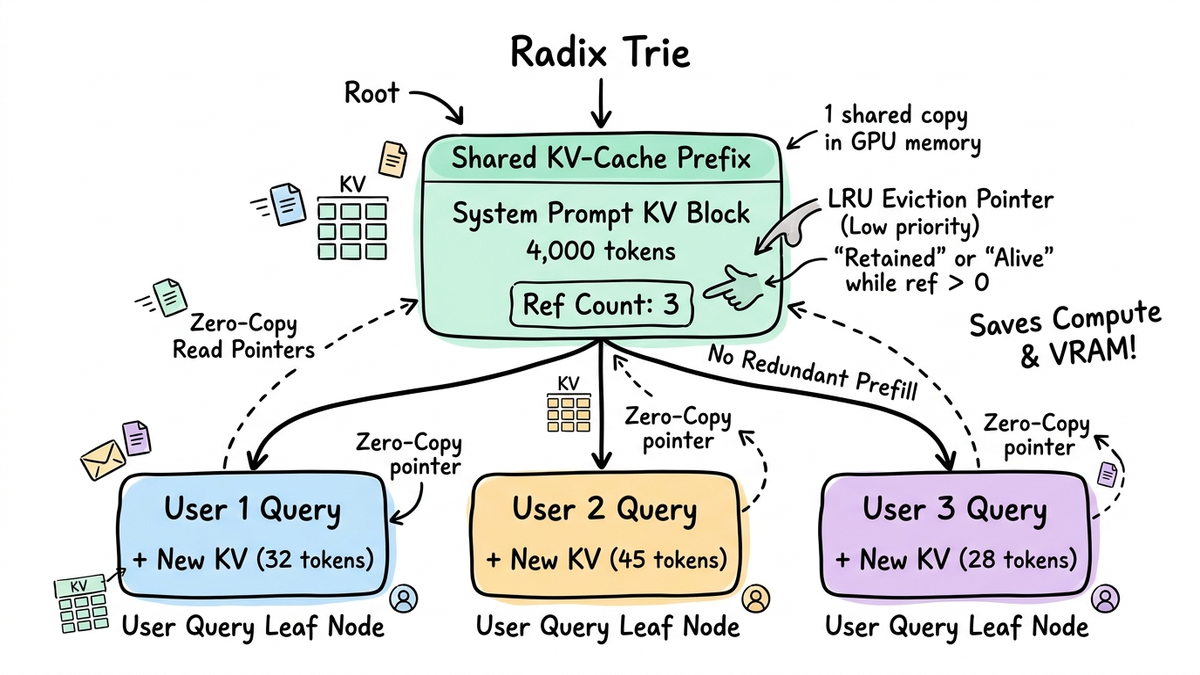 Radix Trie
Root
Shared KV-Cache Prefix
System Prompt KV Block
4,000 tokens
Ref Count: 3
1 shared copy
in GPU memory
LRU Eviction Pointer
(Low priority)
“Retained” or “Alive”
while ref > 0
Saves Compute
& VRAM!
KV
Zero-Copy
Read Pointers
No Redundant Prefill
KV
Zero-Copy
pointer
Zero-Copy
pointer
Zero-Copy
pointer
User 1 Query
+ New KV (32 tokens)
User Query Leaf Node
KV
User 2 Query
+ New KV (45 tokens)
User Query Leaf Node
User 3 Query
+ New KV (28 tokens)
User Query Leaf Node